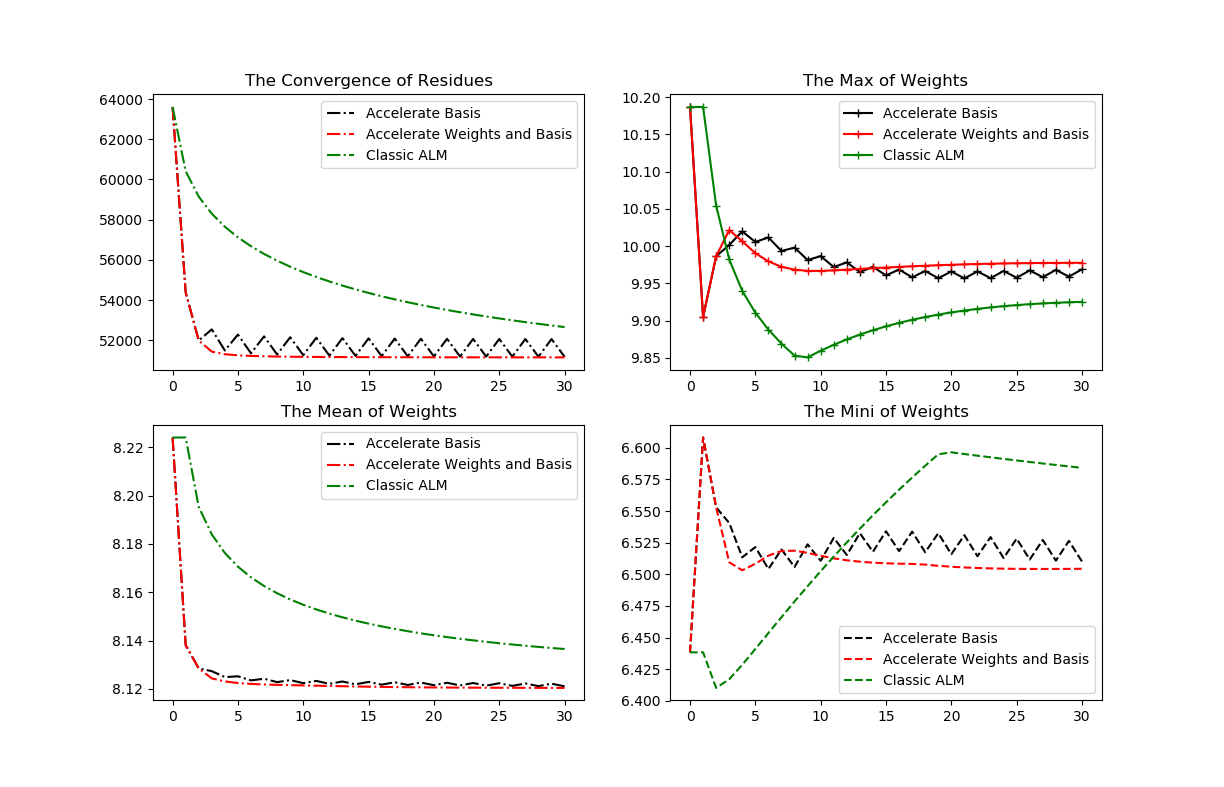 The Convergence of Residues
64000
62000
60000
58000
56000
54000
52000
0 5 10 15 20 25 30
Accelerate Basis
Accelerate Weights and Basis
Classic ALM
The Max of Weights
10.20
10.15
10.10
10.05
10.00
9.95
9.90
9.85
0 5 10 15 20 25 30
Accelerate Basis
Accelerate Weights and Basis
Classic ALM
The Mean of Weights
8.22
8.20
8.18
8.16
8.14
8.12
0 5 10 15 20 25 30
Accelerate Basis
Accelerate Weights and Basis
Classic ALM
The Mini of Weights
6.600
6.575
6.550
6.525
6.500
6.475
6.450
6.425
6.400
0 5 10 15 20 25 30
Accelerate Basis
Accelerate Weights and Basis
Classic ALM